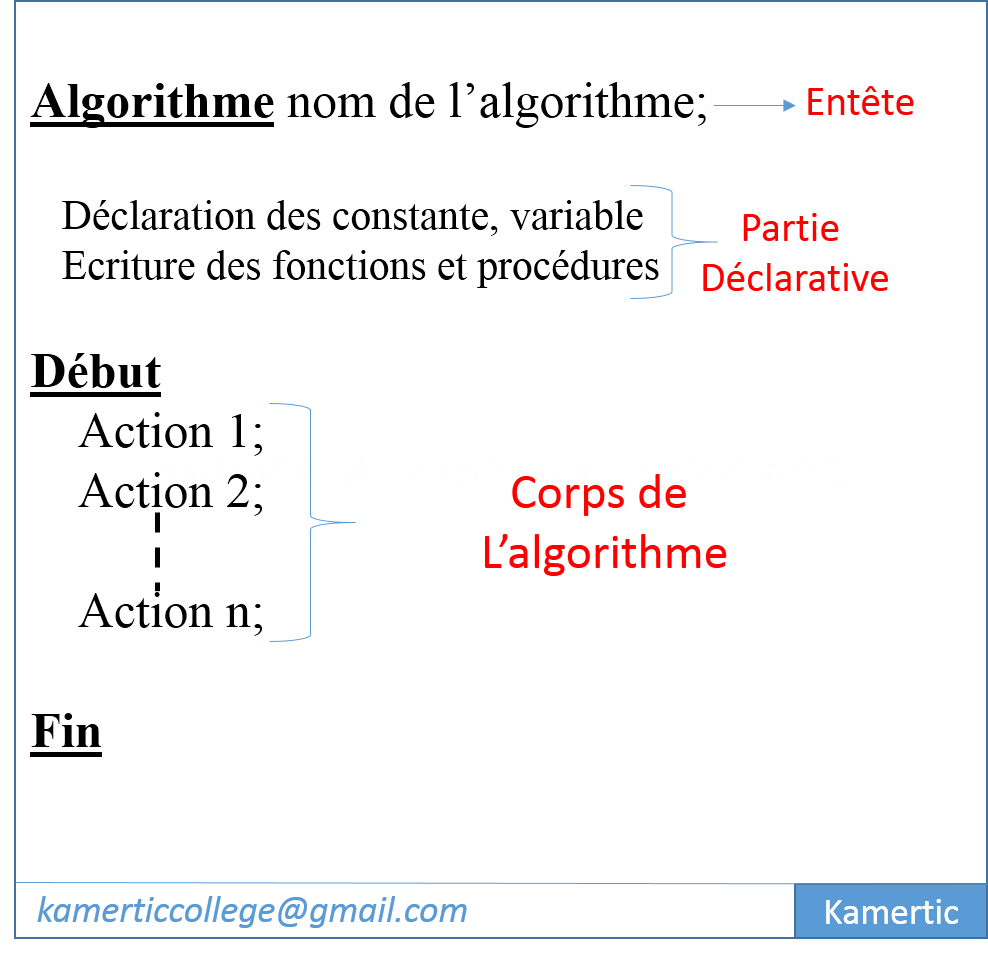 Algorithme nom de l’algorithme; Entête
Déclaration des constante, variable
Ecriture des fonctions et procédures
Partie
Déclarative
Début
Action 1;
Action 2;
Action n;
Corps de
L’algorithme
Fin
kamerticcollege@gmail.com
Kamertic